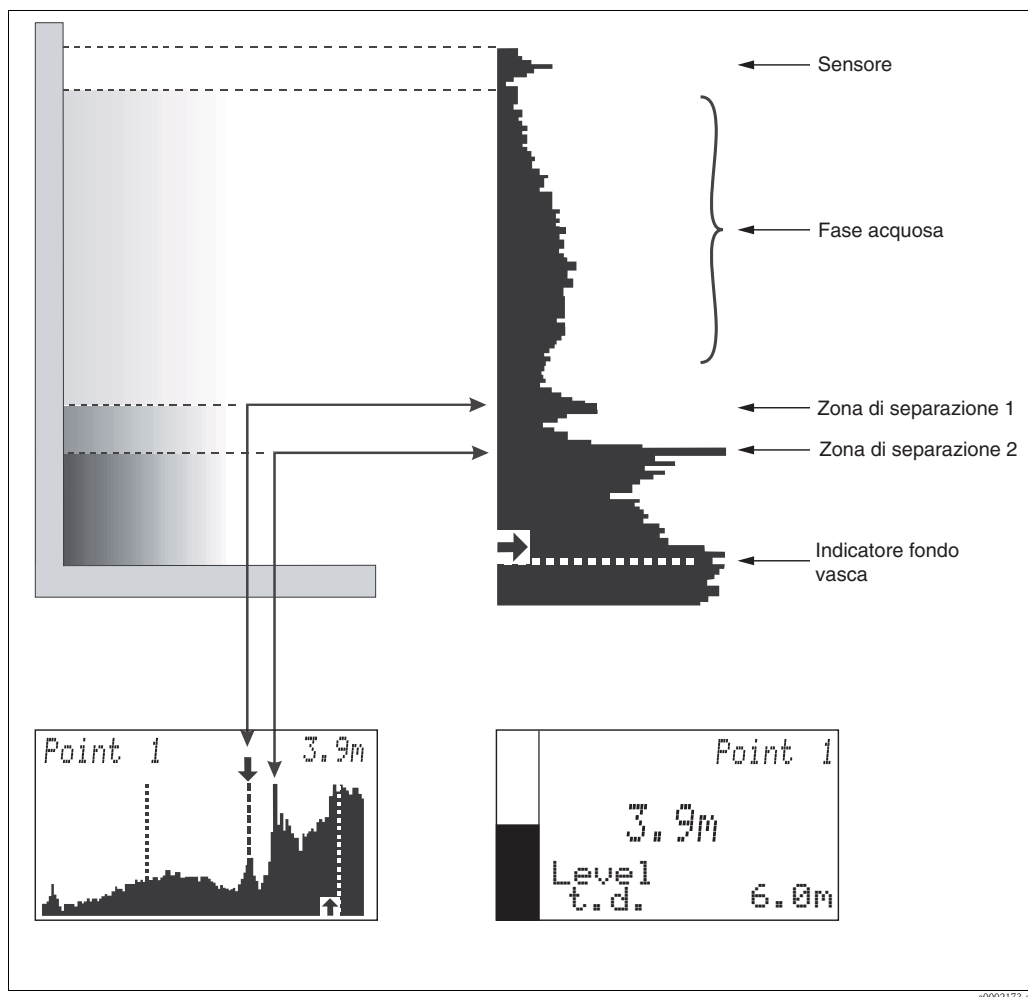 Sensore
Fase acquosa
Zona di separazione 1
Zona di separazione 2
Indicatore fondo
vasca
Point 1 3.9m
Point 1
3.9m
Level
t.d. 6.0m